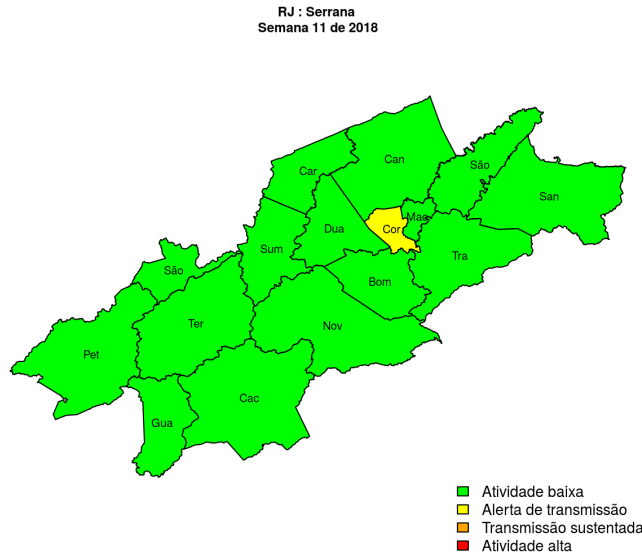 RJ : Serrana
Semana 11 de 2018
Can
Car
São
San
Mac
Cor
Dua
Sum
Tra
São
Bom
Ter
Nov
Pet
Cac
Gua
Atividade baixa
Alerta de transmissão
Transmissão sustentada
Atividade alta